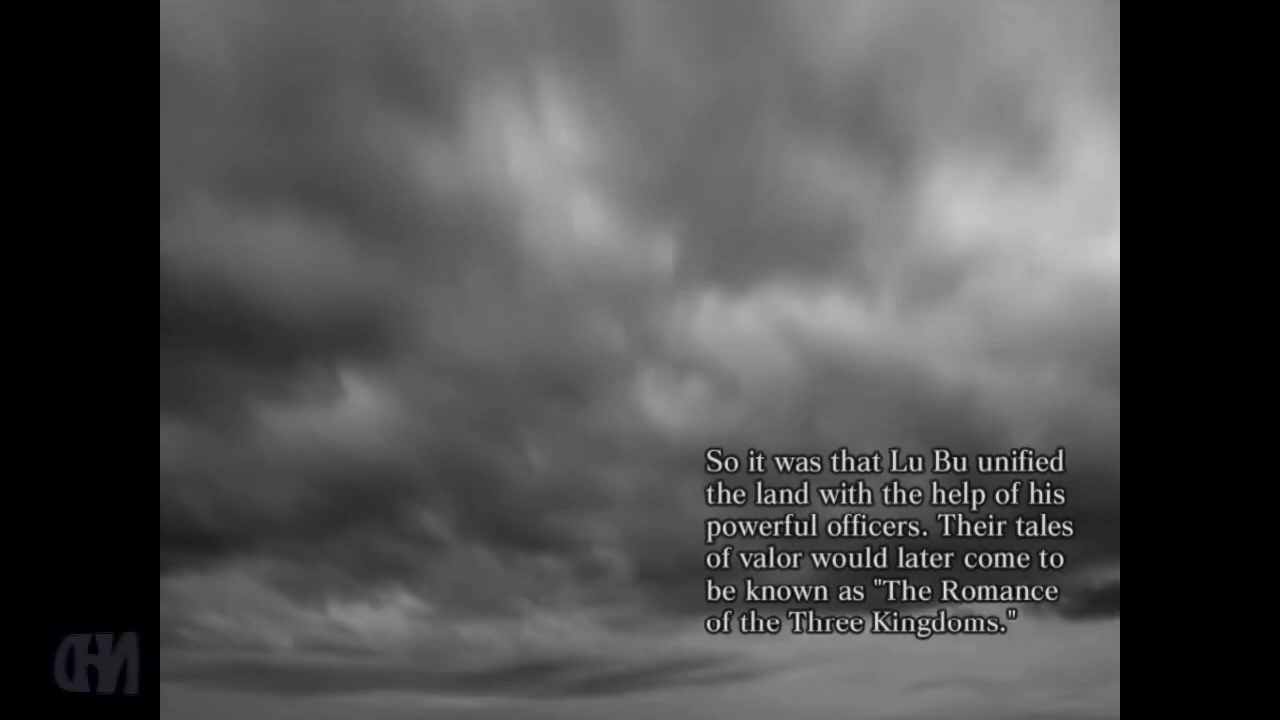 So it was that Lu Bu unified
the land with the help of his
powerful officers. Their tales
of valor would later come to
be known as "The Romance
of the Three Kingdoms."